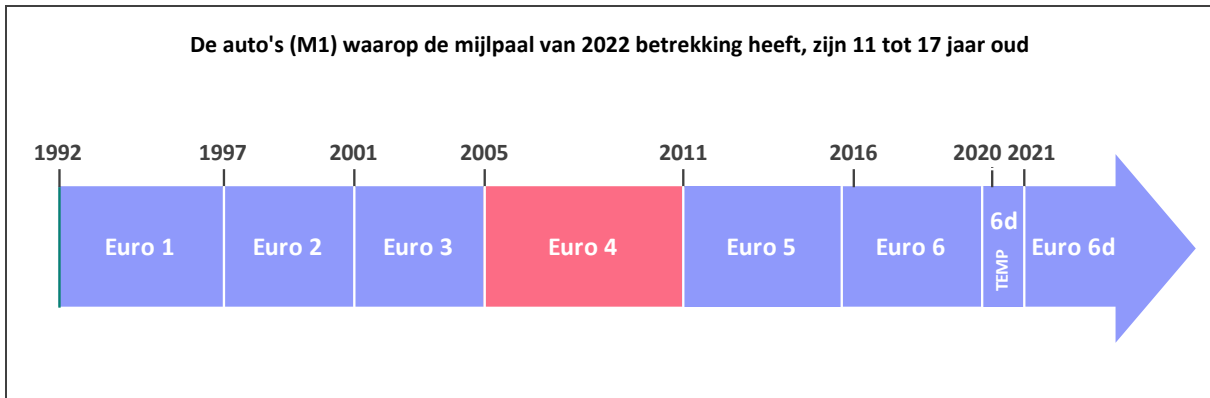 De auto's (M1) waarop de mijlpaal van 2022 betrekking heeft, zijn 11 tot 17 jaar oud
1992 1997 2001 2005 2011 2016 2020 2021
Euro 1 Euro 2 Euro 3 Euro 4 Euro 5 Euro 6 6d TEMP Euro 6d